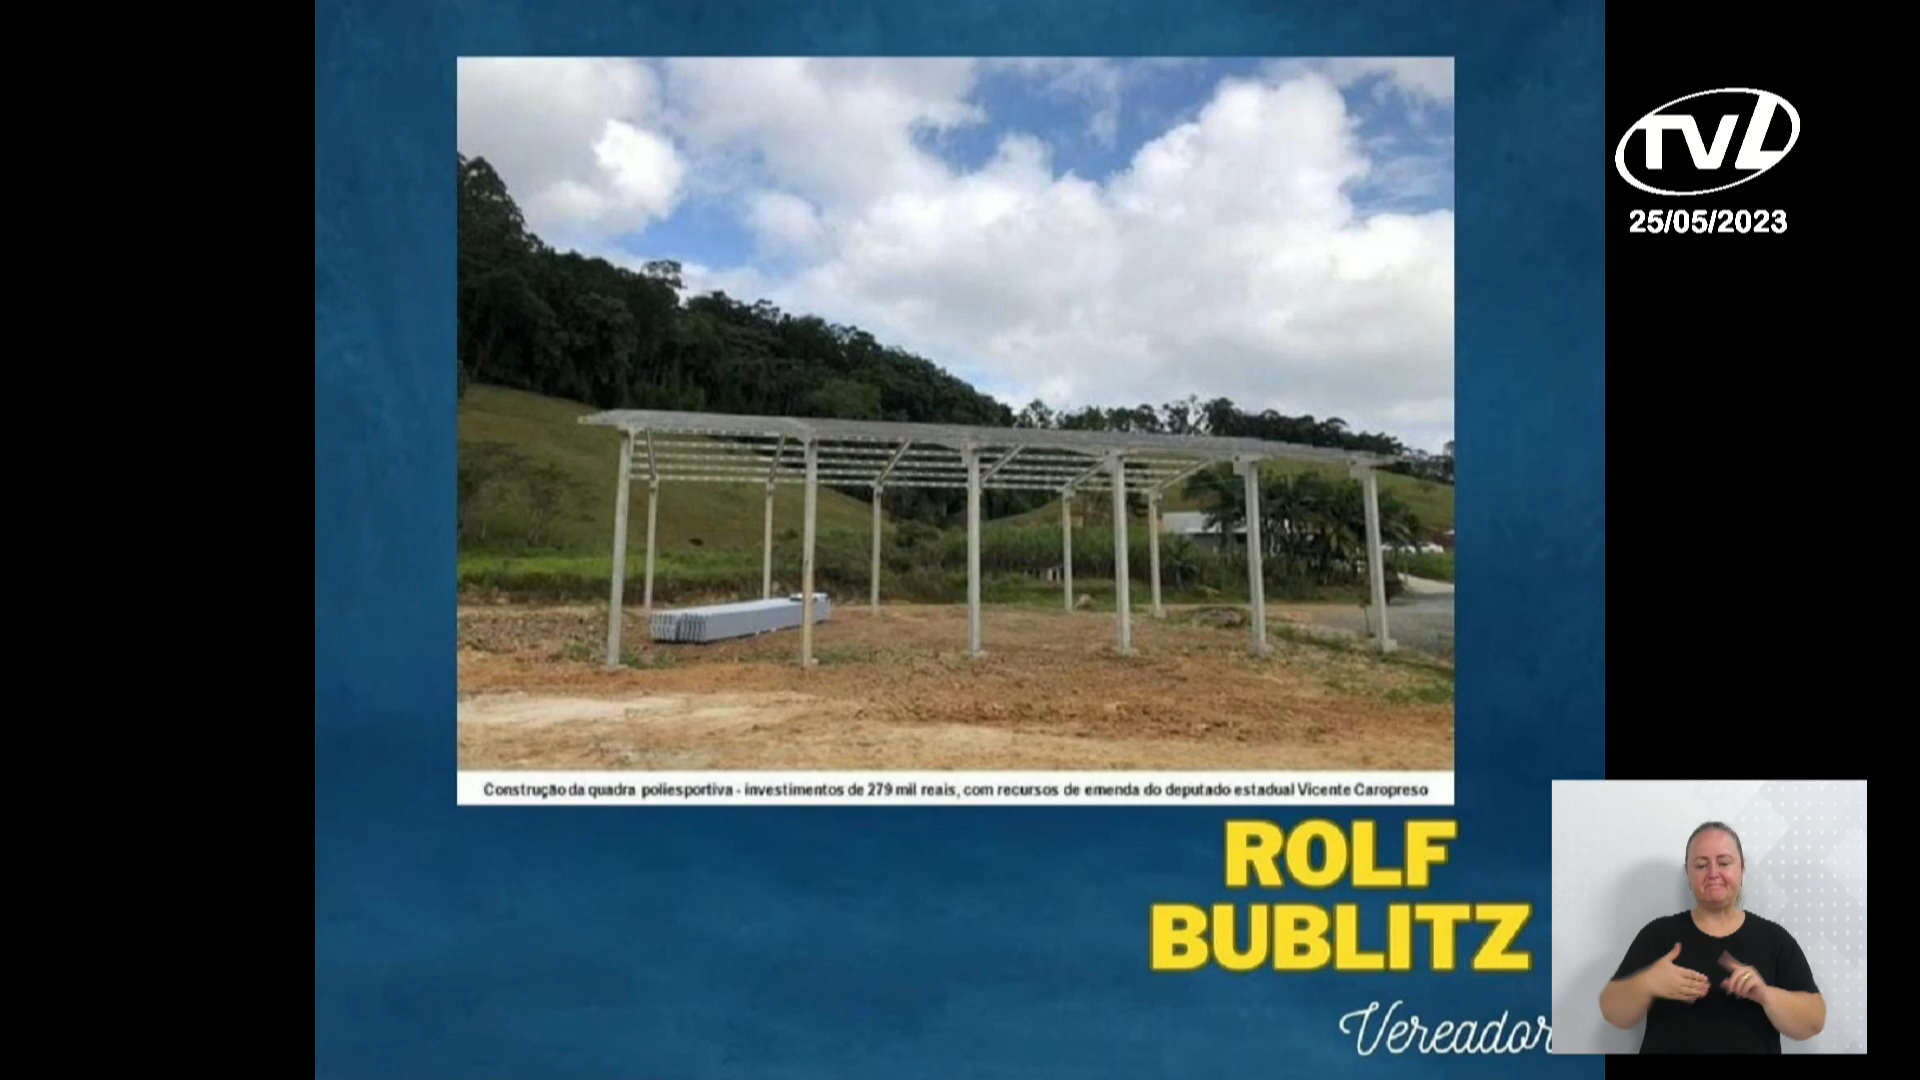 TVL
25/05/2023
Construção da quadra poliesportiva - investimentos de 279 mil reais, com recursos de emenda do deputado estadual Vicente Caropreso
ROLF
BUBLITZ
Vereador